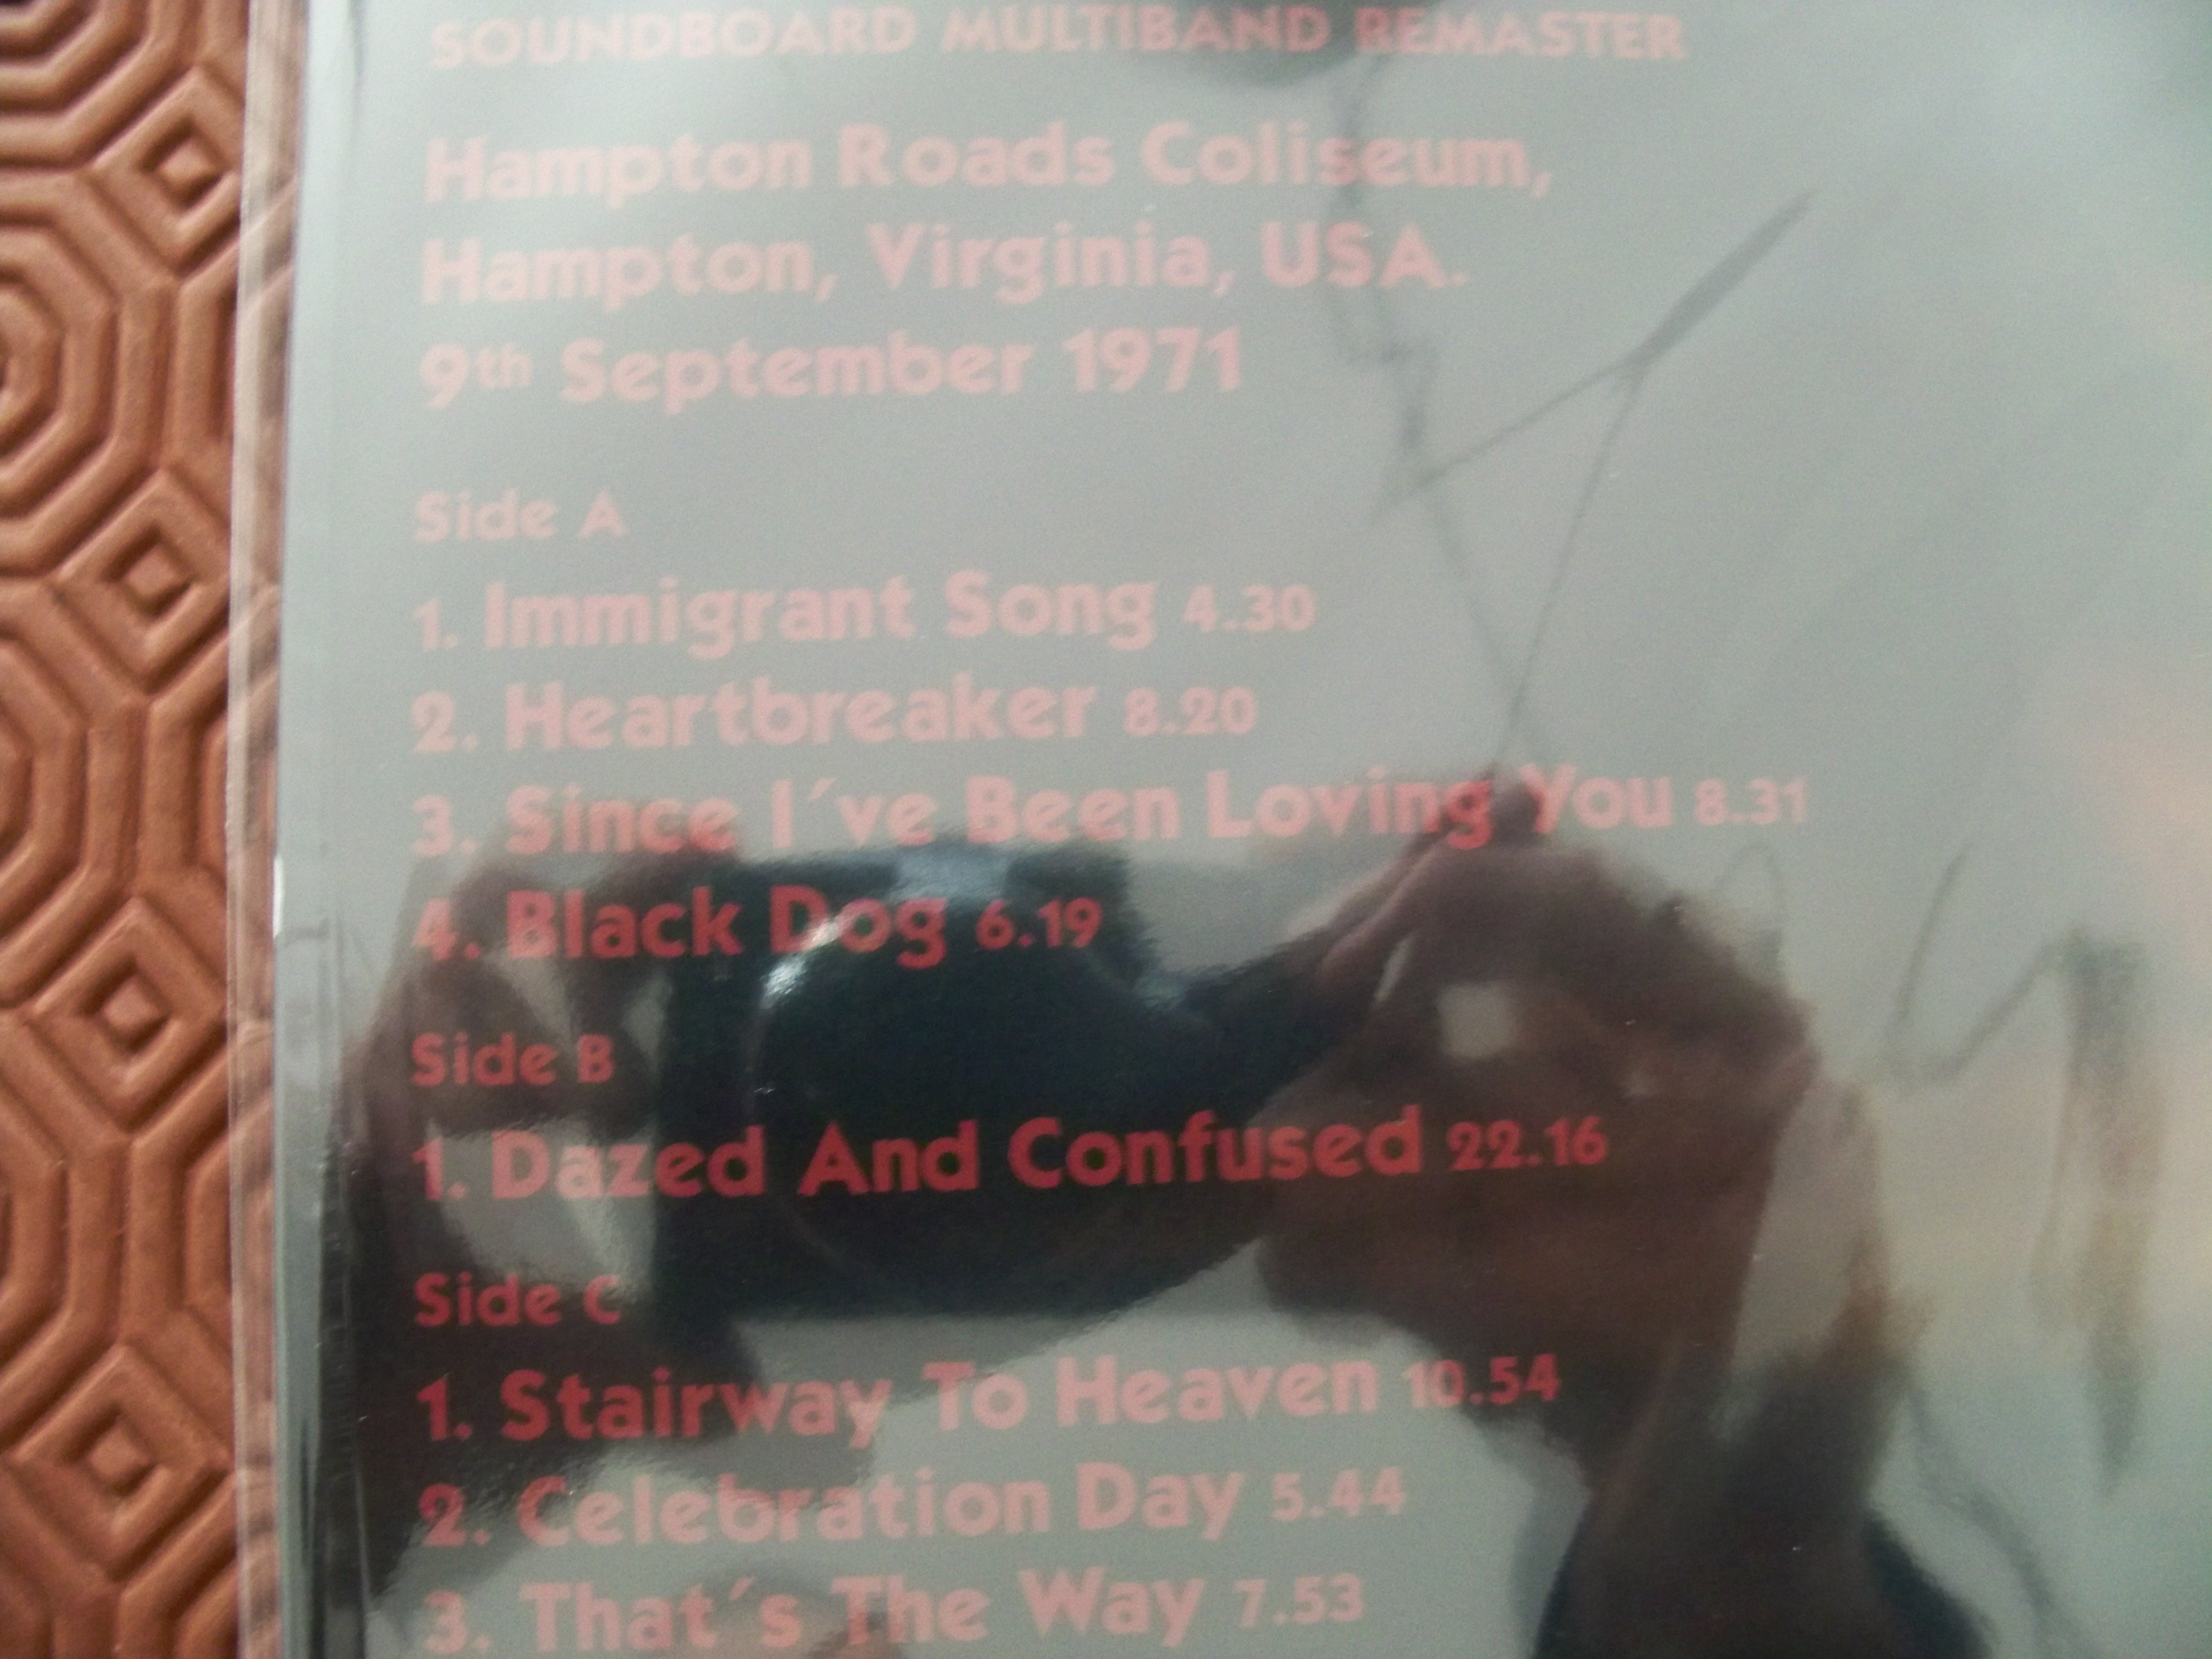 SOUNDBOARD MULTIBAND REMASTER
Hampton Roads Coliseum,
Hampton, Virginia, USA.
9th September 1971
Side A
1. Immigrant Song 4.30
2. Heartbreaker 8.20
3. Since I´ve Been Loving You 8.31
4. Black Dog 6.19
Side B
1. Dazed And Confused 22.16
Side C
1. Stairway To Heaven 10.54
2. Celebration Day 5.44
3. That´s The Way 7.53